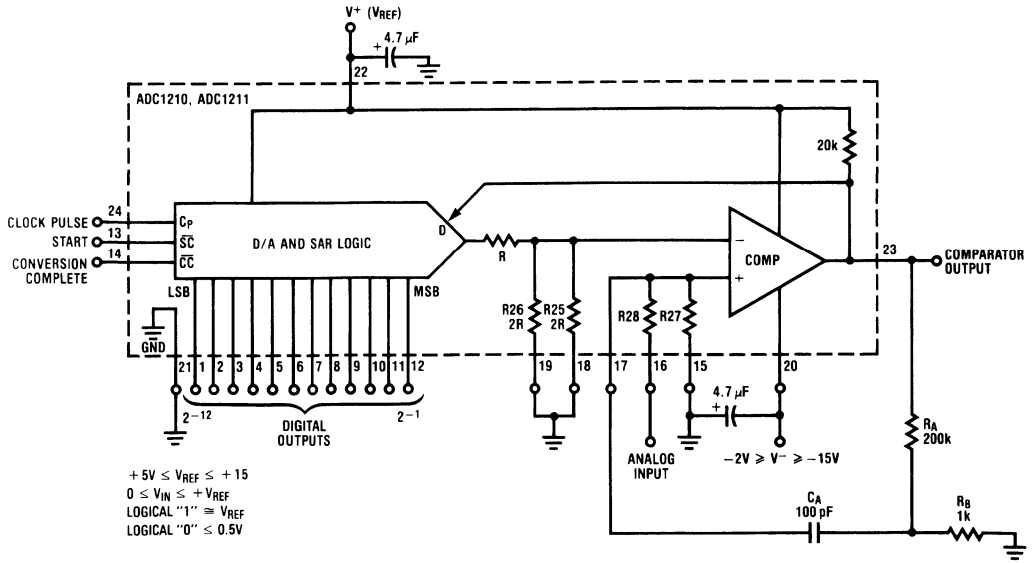 V+ (VREF)
4.7 µF
+
22
ADC1210, ADC1211
20k
24
CLOCK PULSE
CP
13
START
SC
14
CONVERSION
COMPLETE
CC
D/A AND SAR LOGIC
D
R
−
+
COMP
23
COMPARATOR
OUTPUT
LSB
MSB
R26
2R
R25
2R
R28
R27
GND
21 1 2 3 4 5 6 7 8 9 10 11 12
19 18 17 16 15 20
2−12
2−1
DIGITAL
OUTPUTS
4.7 µF
+
ANALOG
INPUT
−2V ≥ V− ≥ −15V
RA
200k
CA
100 pF
RB
1k
+5V ≤ VREF ≤ +15
0 ≤ VIN ≤ +VREF
LOGICAL "1" ≅ VREF
LOGICAL "0" ≤ 0.5V